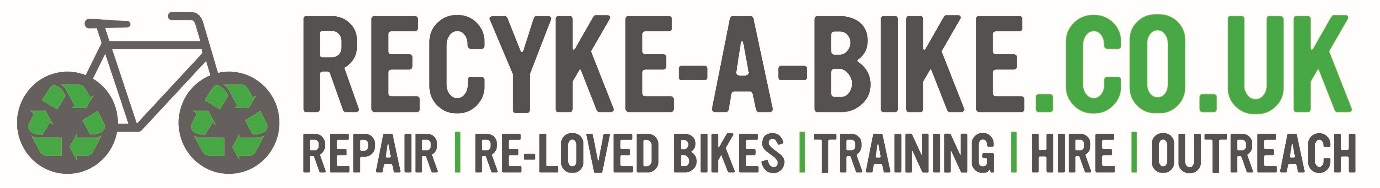 RECYKE-A-BIKE.CO.UK
REPAIR | RE-LOVED BIKES | TRAINING | HIRE | OUTREACH